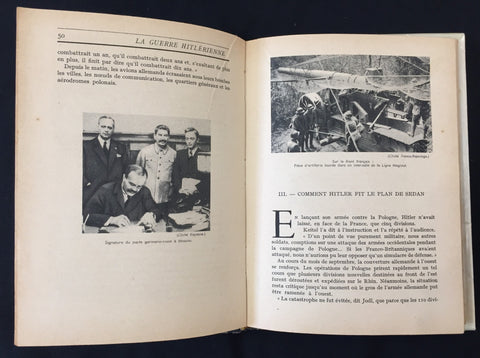 50
LA GUERRE HITLÉRIENNE
combattrait un an, qu'il combattrait deux ans et, s'exaltant de plus
en plus, il finit par dire qu'il combattrait dix ans.
Depuis le matin, les avions allemands écrasaient sous leurs bombes
les villes, les nœuds de communication, les quartiers généraux et les
aérodromes polonais.
(Cliché Keystone.)
Signature du pacte germano-russe à Moscou.
(Cliché France-Reportage.)
Sur le front français :
Pièce d'artillerie lourde dans un intervalle de la Ligne Maginot.
III. — COMMENT HITLER FIT LE PLAN DE SEDAN
EN lançant son armée contre la Pologne, Hitler n'avait
laissé, en face de la France, que cinq divisions.
Keitel l'a dit à l'instruction et l'a répété à l'audience.
« D'un point de vue purement militaire, nous autres
soldats, comptions sur une attaque des armées occidentales pendant
la campagne de Pologne... Si les Franco-Britanniques avaient
attaqué, nous n'aurions pu leur opposer qu'un simulacre de défense. »
Au cours du mois de septembre, la couverture allemande à l'ouest
se renforça. Les opérations de Pologne prirent rapidement un tel
cours que plusieurs divisions en deuxième échelon du front de l'est
furent déroutées et expédiées sur le Rhin. Néanmoins, la situation
resta critique jusqu'au moment où le gros de l'armée allemande put
être ramenée à l'ouest.
« La catastrophe ne fut évitée, dit Jodl, que parce que les 110 divi-